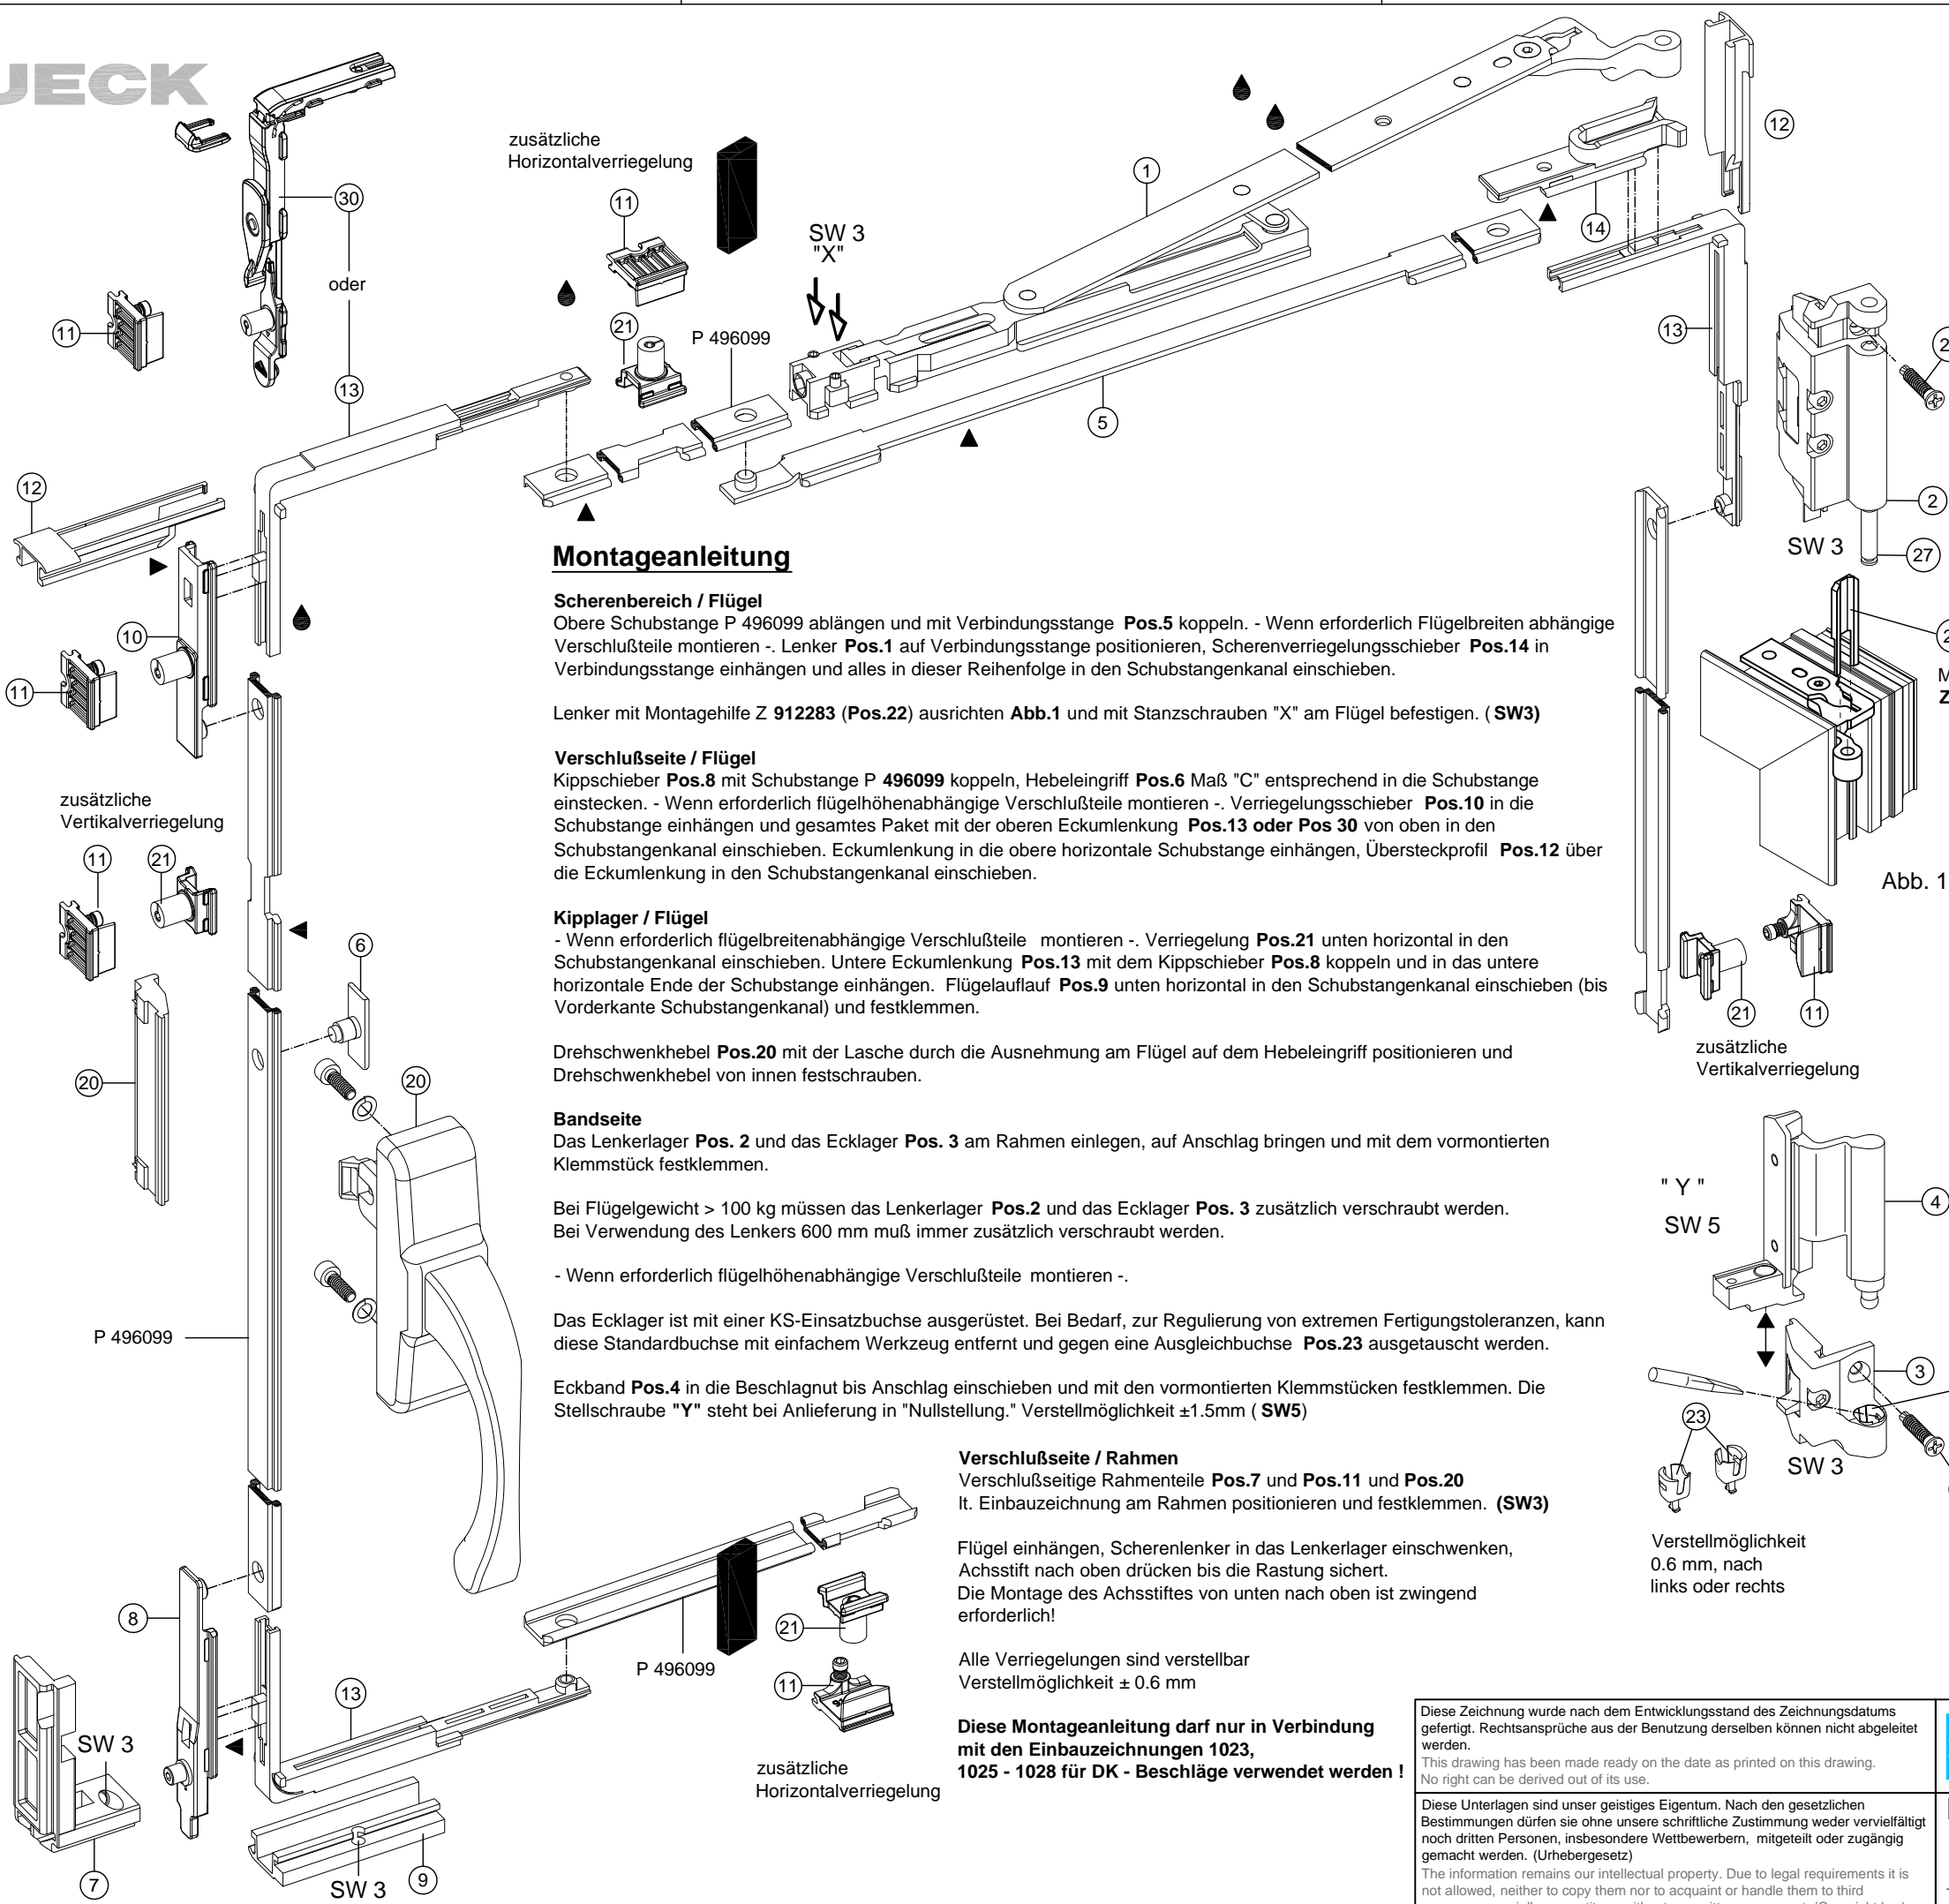 UECK
zusätzliche
Horizontalverriegelung
SW 3
"X"
11
21
P 496099
1
5
14
12
13
2
SW 3
27
30
oder
13
11
12
10
11
zusätzliche
Vertikalverriegelung
11
21
20
6
20
P 496099
8
SW 3
7
13
SW 3
9
Montageanleitung
Scherenbereich / Flügel
Obere Schubstange P 496099 ablängen und mit Verbindungsstange Pos.5 koppeln. - Wenn erforderlich Flügelbreiten abhängige
Verschlußteile montieren -. Lenker Pos.1 auf Verbindungsstange positionieren, Scherenverriegelungsschieber Pos.14 in
Verbindungsstange einhängen und alles in dieser Reihenfolge in den Schubstangenkanal einschieben.
Lenker mit Montagehilfe Z 912283 (Pos.22) ausrichten Abb.1 und mit Stanzschrauben "X" am Flügel befestigen. ( SW3)
Verschlußseite / Flügel
Kippschieber Pos.8 mit Schubstange P 496099 koppeln, Hebeleingriff Pos.6 Maß "C" entsprechend in die Schubstange
einstecken. - Wenn erforderlich flügelhöhenabhängige Verschlußteile montieren -. Verriegelungsschieber Pos.10 in die
Schubstange einhängen und gesamtes Paket mit der oberen Eckumlenkung Pos.13 oder Pos 30 von oben in den
Schubstangenkanal einschieben. Eckumlenkung in die obere horizontale Schubstange einhängen, Übersteckprofil Pos.12 über
die Eckumlenkung in den Schubstangenkanal einschieben.
Kipplager / Flügel
- Wenn erforderlich flügelbreitenabhängige Verschlußteile montieren -. Verriegelung Pos.21 unten horizontal in den
Schubstangenkanal einschieben. Untere Eckumlenkung Pos.13 mit dem Kippschieber Pos.8 koppeln und in das untere
horizontale Ende der Schubstange einhängen. Flügelauflauf Pos.9 unten horizontal in den Schubstangenkanal einschieben (bis
Vorderkante Schubstangenkanal) und festklemmen.
Drehschwenkhebel Pos.20 mit der Lasche durch die Ausnehmung am Flügel auf dem Hebeleingriff positionieren und
Drehschwenkhebel von innen festschrauben.
Bandseite
Das Lenkerlager Pos. 2 und das Ecklager Pos. 3 am Rahmen einlegen, auf Anschlag bringen und mit dem vormontierten
Klemmstück festklemmen.
Bei Flügelgewicht > 100 kg müssen das Lenkerlager Pos.2 und das Ecklager Pos. 3 zusätzlich verschraubt werden.
Bei Verwendung des Lenkers 600 mm muß immer zusätzlich verschraubt werden.
- Wenn erforderlich flügelhöhenabhängige Verschlußteile montieren -.
Das Ecklager ist mit einer KS-Einsatzbuchse ausgerüstet. Bei Bedarf, zur Regulierung von extremen Fertigungstoleranzen, kann
diese Standardbuchse mit einfachem Werkzeug entfernt und gegen eine Ausgleichbuchse Pos.23 ausgetauscht werden.
Eckband Pos.4 in die Beschlagnut bis Anschlag einschieben und mit den vormontierten Klemmstücken festklemmen. Die
Stellschraube "Y" steht bei Anlieferung in "Nullstellung." Verstellmöglichkeit ±1.5mm ( SW5)
Verschlußseite / Rahmen
Verschlußseitige Rahmenteile Pos.7 und Pos.11 und Pos.20
lt. Einbauzeichnung am Rahmen positionieren und festklemmen. (SW3)
Flügel einhängen, Scherenlenker in das Lenkerlager einschwenken,
Achsstift nach oben drücken bis die Rastung sichert.
Die Montage des Achsstiftes von unten nach oben ist zwingend
erforderlich!
Alle Verriegelungen sind verstellbar
Verstellmöglichkeit ± 0.6 mm
Diese Montageanleitung darf nur in Verbindung
mit den Einbauzeichnungen 1023,
1025 - 1028 für DK - Beschläge verwendet werden !
P 496099
21
11
zusätzliche
Horizontalverriegelung
Abb. 1
21
11
zusätzliche
Vertikalverriegelung
" Y "
SW 5
4
3
23
SW 3
Verstellmöglichkeit
0.6 mm, nach
links oder rechts
Diese Zeichnung wurde nach dem Entwicklungsstand des Zeichnungsdatums
gefertigt. Rechtsansprüche aus der Benutzung derselben können nicht abgeleitet
werden.
This drawing has been made ready on the date as printed on this drawing.
No right can be derived out of its use.
Diese Unterlagen sind unser geistiges Eigentum. Nach den gesetzlichen
Bestimmungen dürfen sie ohne unsere schriftliche Zustimmung weder vervielfältigt
noch dritten Personen, insbesondere Wettbewerbern, mitgeteilt oder zugängig
gemacht werden. (Urhebergesetz)
The information remains our intellectual property. Due to legal requirements it is
not allowed, neither to copy them nor to acquaint or handle them to third